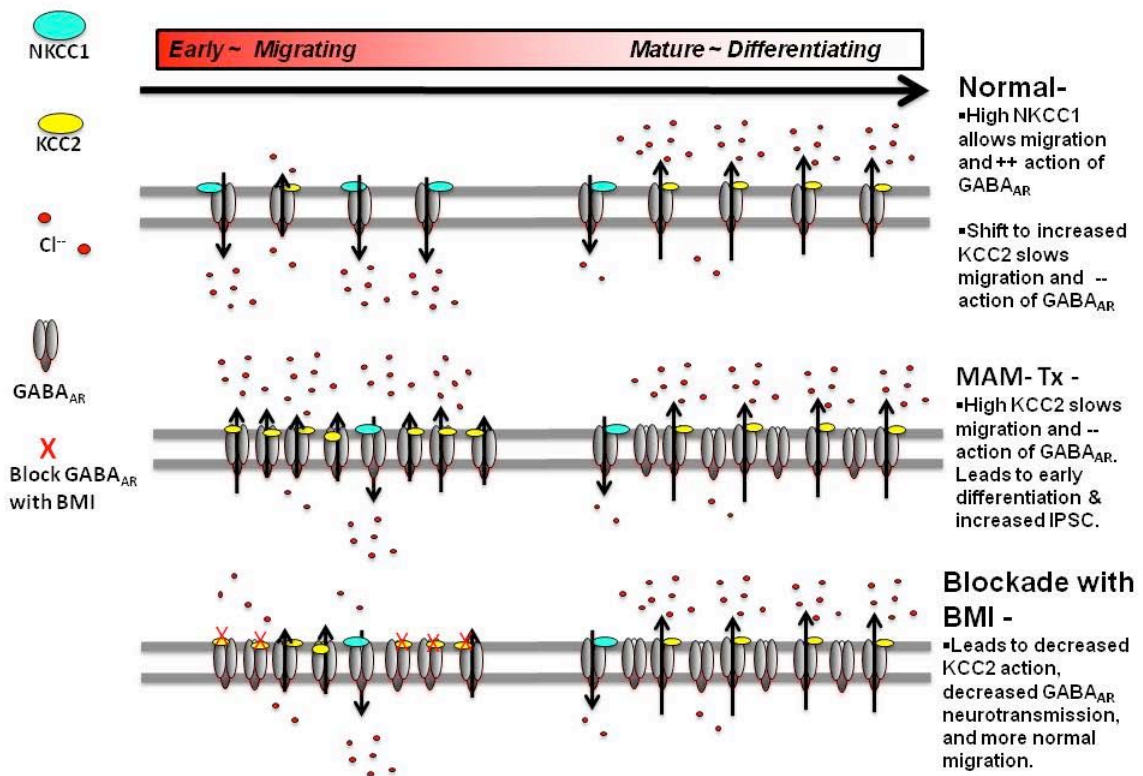 NKCC1
KCC2
Cl--
GABAAR
X
Block GABAAR
with BMI
Early ~ Migrating
Mature ~ Differentiating
Normal-
▪High NKCC1
allows migration
and ++ action of
GABAAR
▪Shift to increased
KCC2 slows
migration and --
action of GABAAR
MAM- Tx -
▪High KCC2 slows
migration and --
action of GABAAR.
Leads to early
differentiation &
increased IPSC.
Blockade with
BMI -
▪Leads to decreased
KCC2 action,
decreased GABAAR
neurotransmission,
and more normal
migration.